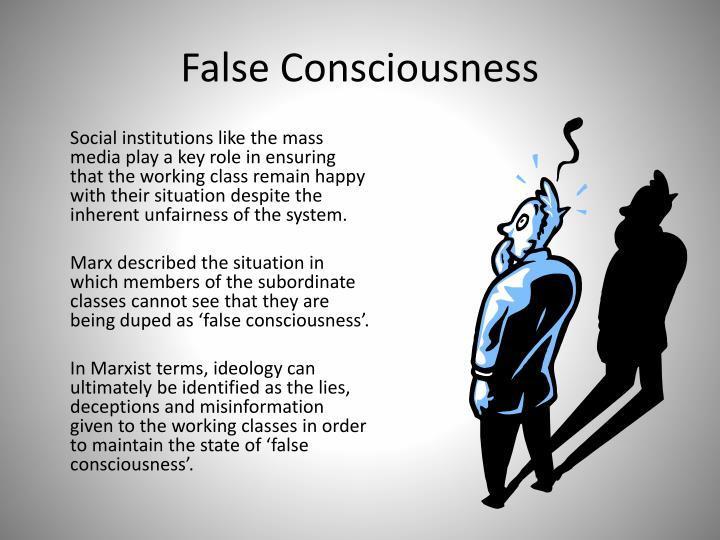 False Consciousness
Social institutions like the mass
media play a key role in ensuring
that the working class remain happy
with their situation despite the
inherent unfairness of the system.
Marx described the situation in
which members of the subordinate
classes cannot see that they are
being duped as ‘false consciousness’.
In Marxist terms, ideology can
ultimately be identified as the lies,
deceptions and misinformation
given to the working classes in order
to maintain the state of ‘false
consciousness’.